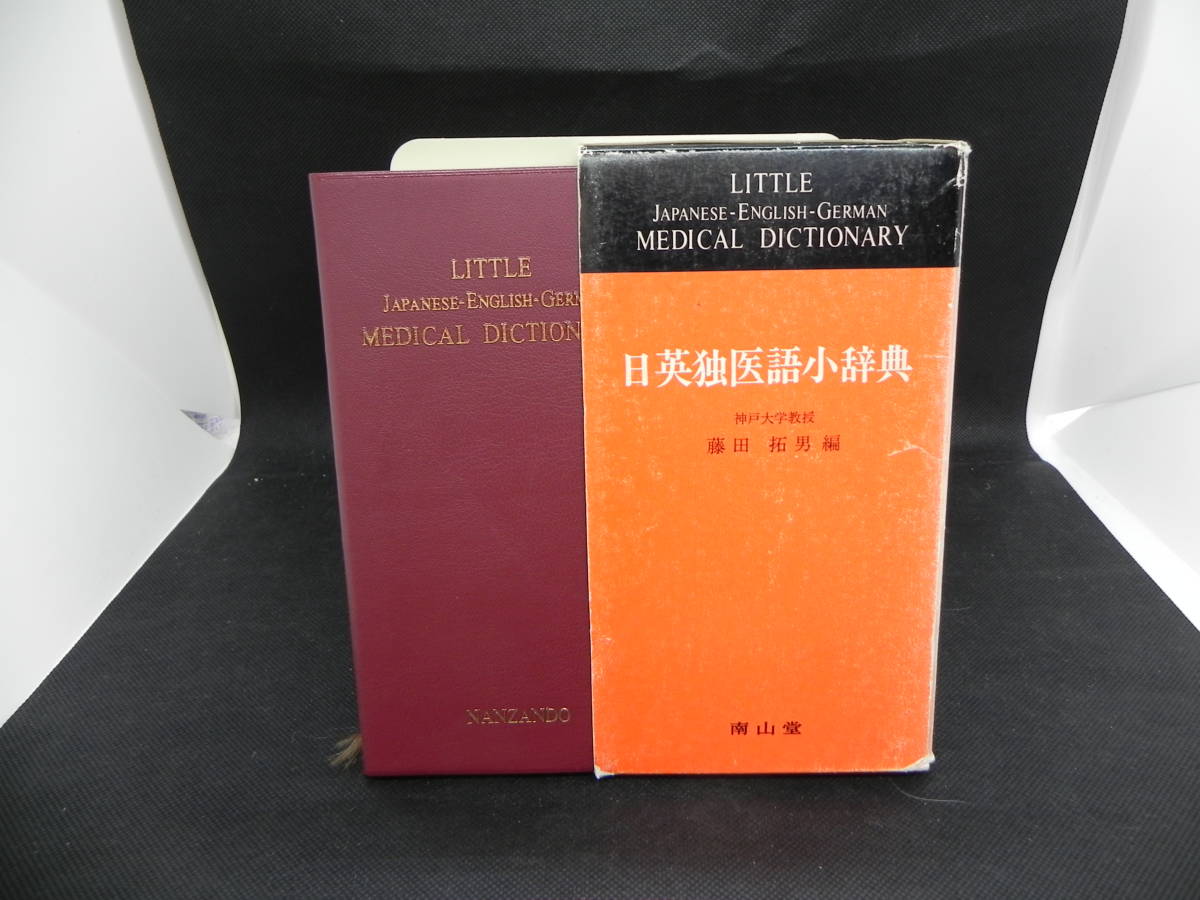 LITTLE
JAPANESE-ENGLISH-GERM
MEDICAL DICTION
NANZANDO
LITTLE
JAPANESE-ENGLISH-GERMAN
MEDICAL DICTIONARY
日英独医語小辞典
神戸大学教授
藤田 拓男編
南山堂